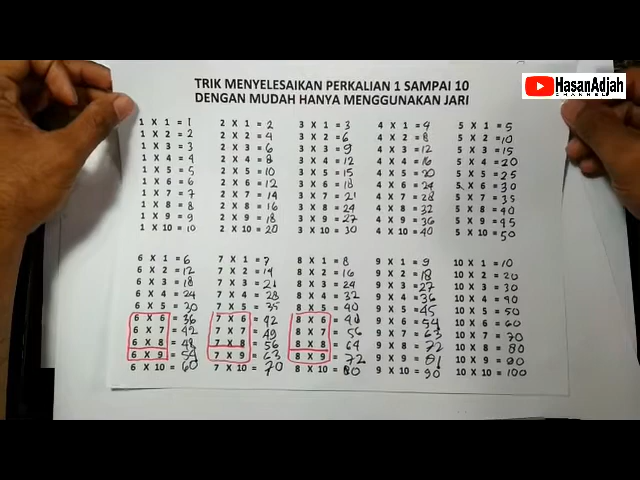 HasanAdjah
CHANNEL
TRIK MENYELESAIKAN PERKALIAN 1 SAMPAI 10
DENGAN MUDAH HANYA MENGGUNAKAN JARI
1 X 1 = 1
1 X 2 = 2
1 X 3 = 3
1 X 4 = 4
1 X 5 = 5
1 X 6 = 6
1 X 7 = 7
1 X 8 = 8
1 X 9 = 9
1 X 10 = 10
2 X 1 = 2
2 X 2 = 4
2 X 3 = 6
2 X 4 = 8
2 X 5 = 10
2 X 6 = 12
2 X 7 = 14
2 X 8 = 16
2 X 9 = 18
2 X 10 = 20
3 X 1 = 3
3 X 2 = 6
3 X 3 = 9
3 X 4 = 12
3 X 5 = 15
3 X 6 = 18
3 X 7 = 21
3 X 8 = 24
3 X 9 = 27
3 X 10 = 30
4 X 1 = 4
4 X 2 = 8
4 X 3 = 12
4 X 4 = 16
4 X 5 = 20
4 X 6 = 24
4 X 7 = 28
4 X 8 = 32
4 X 9 = 36
4 X 10 = 40
5 X 1 = 5
5 X 2 = 10
5 X 3 = 15
5 X 4 = 20
5 X 5 = 25
5 X 6 = 30
5 X 7 = 35
5 X 8 = 40
5 X 9 = 45
5 X 10 = 50
6 X 1 = 6
6 X 2 = 12
6 X 3 = 18
6 X 4 = 24
6 X 5 = 30
6 X 6 = 36
6 X 7 = 42
6 X 8 = 48
6 X 9 = 54
6 X 10 = 60
7 X 1 = 7
7 X 2 = 14
7 X 3 = 21
7 X 4 = 28
7 X 5 = 35
7 X 6 = 42
7 X 7 = 49
7 X 8 = 56
7 X 9 = 63
7 X 10 = 70
8 X 1 = 8
8 X 2 = 16
8 X 3 = 24
8 X 4 = 32
8 X 5 = 40
8 X 6 =
8 X 7 = 56
8 X 8 = 64
8 X 9 = 72
8 X 10 = 80
9 X 1 = 9
9 X 2 = 18
9 X 3 = 27
9 X 4 = 36
9 X 5 = 45
9 X 6 = 54
9 X 7 = 63
9 X 8 = 72
9 X 9 = 81
9 X 10 = 90
10 X 1 = 10
10 X 2 = 20
10 X 3 = 30
10 X 4 = 40
10 X 5 = 50
10 X 6 = 60
10 X 7 = 70
10 X 8 = 80
10 X 9 = 90
10 X 10 = 100